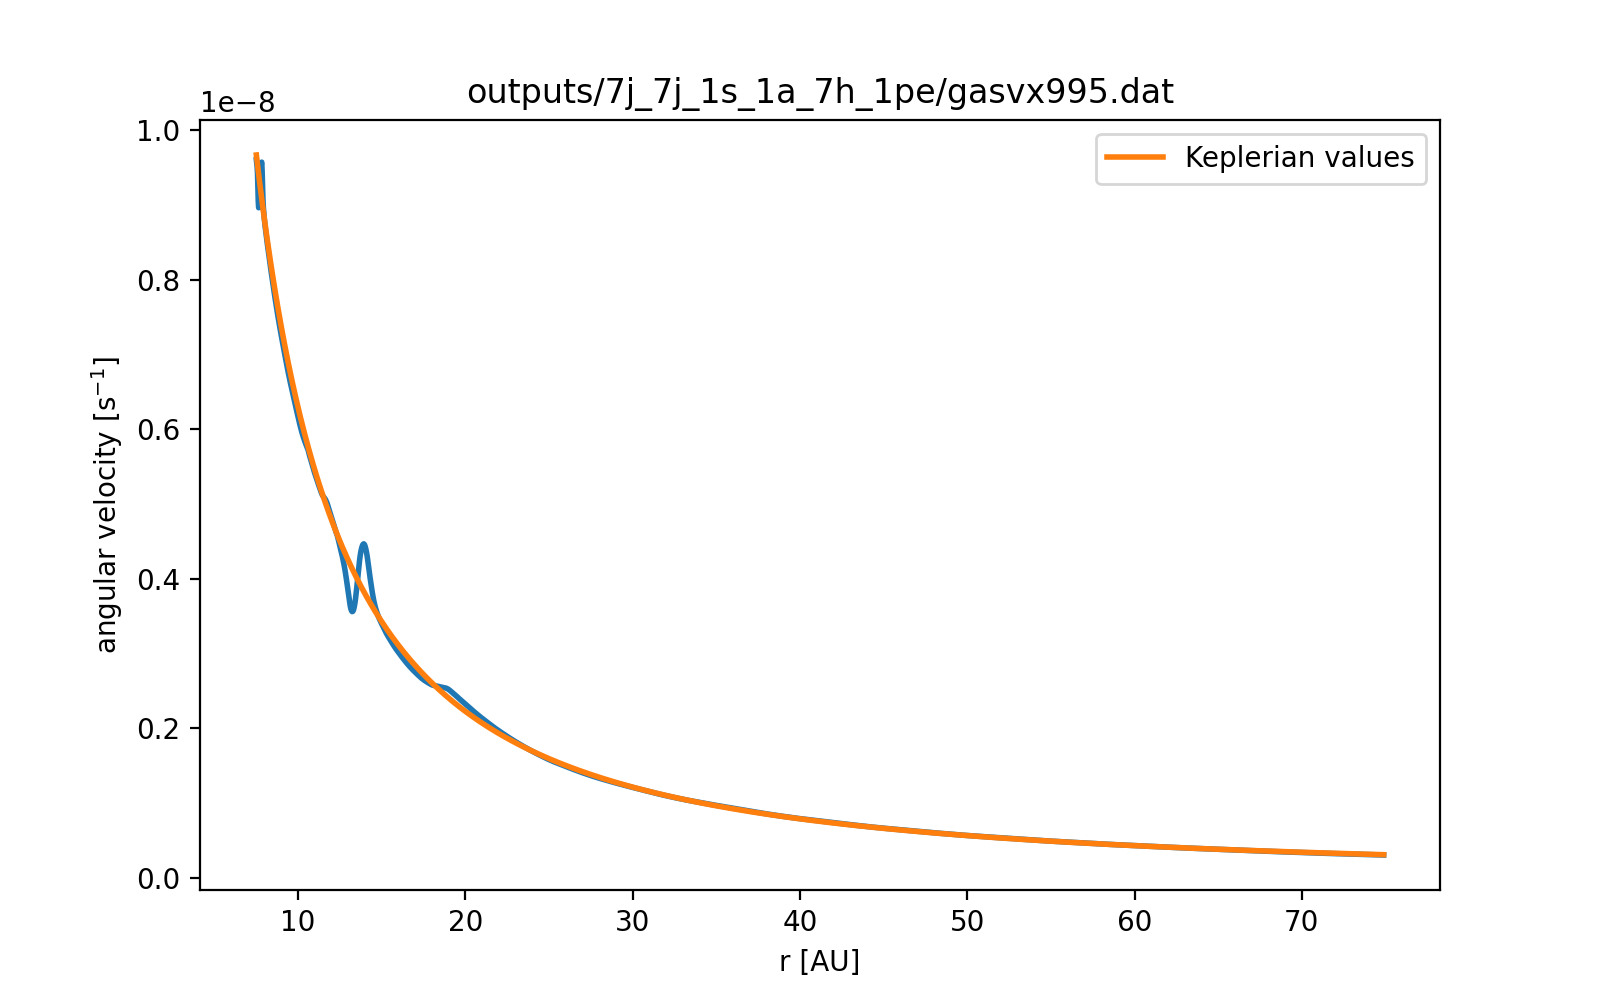 outputs/7j_7j_1s_1a_7h_1pe/gasvx995.dat
1e−8
Keplerian values
1.0
0.8
0.6
0.4
0.2
0.0
angular velocity [s⁻¹]
10 20 30 40 50 60 70
r [AU]